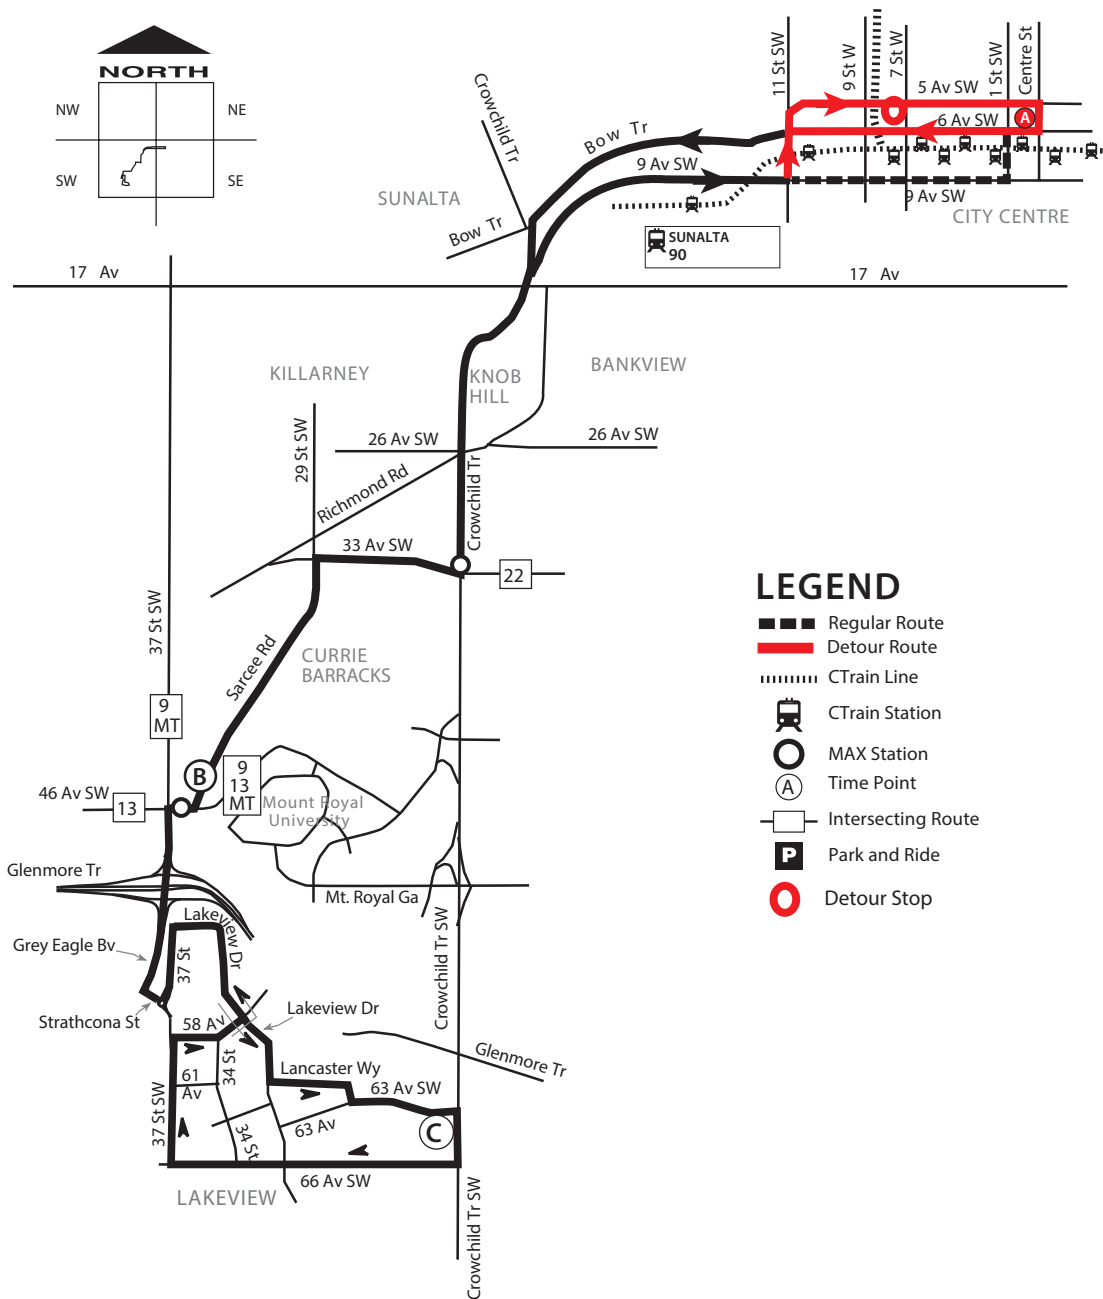 NORTH
NW
NE
SW
SE
Crowchild Tr
11 St SW
9 St W
7 St W
1 St SW
Centre St
5 Av SW
6 Av SW
A
Bow Tr
9 Av SW
9 Av SW
SUNALTA
Bow Tr
CITY CENTRE
SUNALTA
90
17 Av
17 Av
KILLARNEY
KNOB
HILL
BANKVIEW
29 St SW
26 Av SW
26 Av SW
Richmond Rd
Crowchild Tr
33 Av SW
22
37 St SW
Sarcee Rd
CURRIE
BARRACKS
9
MT
B
9
13
MT
46 Av SW
13
Mount Royal
University
Glenmore Tr
Mt. Royal Ga
Lakeview Dr
Grey Eagle Bv
37 St
Crowchild Tr SW
Strathcona St
58 Av
Lakeview Dr
Glenmore Tr
34 St
Lancaster Wy
61
Av
63 Av SW
37 St SW
34 St
63 Av
C
66 Av SW
LAKEVIEW
Crowchild Tr SW
LEGEND
Regular Route
Detour Route
CTrain Line
CTrain Station
MAX Station
A
Time Point
Intersecting Route
P
Park and Ride
Detour Stop